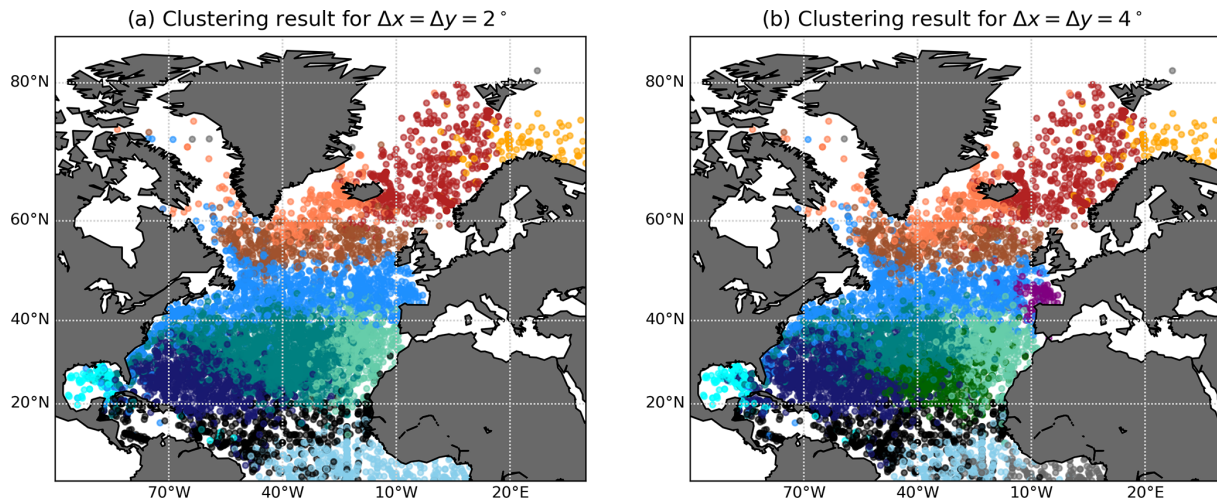 (a) Clustering result for Δx = Δy = 2°
(b) Clustering result for Δx = Δy = 4°
80°N
60°N
40°N
20°N
70°W 40°W 10°W 20°E
80°N
60°N
40°N
20°N
70°W 40°W 10°W 20°E